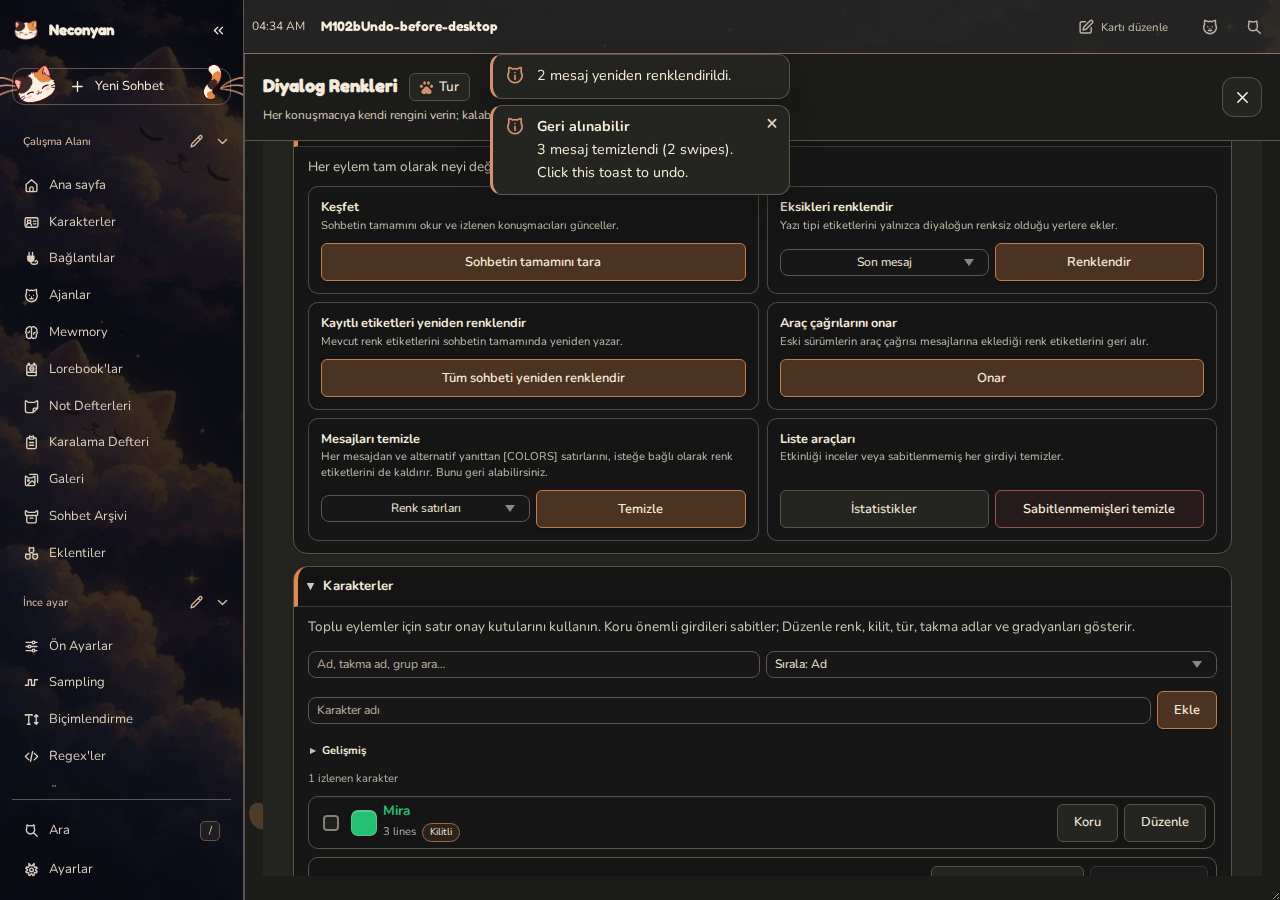 Neconyan
«
04:34 AM
M102bUndo-before-desktop
Kartı düzenle
Yeni Sohbet
Çalışma Alanı
Ana sayfa
Karakterler
Bağlantılar
Ajanlar
Mewmory
Lorebook'lar
Not Defterleri
Karalama Defteri
Galeri
Sohbet Arşivi
Eklentiler
İnce ayar
Ön Ayarlar
Sampling
Biçimlendirme
Regex'ler
Ara
/
Ayarlar
Diyalog Renkleri
Tur
Her konuşmacıya kendi rengini verin; kalab
2 mesaj yeniden renklendirildi.
Geri alınabilir
3 mesaj temizlendi (2 swipes).
Click this toast to undo.
Her eylem tam olarak neyi değ
Keşfet
Sohbetin tamamını okur ve izlenen konuşmacıları günceller.
Sohbetin tamamını tara
Eksikleri renklendir
Yazı tipi etiketlerini yalnızca diyaloğun renksiz olduğu yerlere ekler.
Son mesaj
Renklendir
Kayıtlı etiketleri yeniden renklendir
Mevcut renk etiketlerini sohbetin tamamında yeniden yazar.
Tüm sohbeti yeniden renklendir
Araç çağrılarını onar
Eski sürümlerin araç çağrısı mesajlarına eklediği renk etiketlerini geri alır.
Onar
Mesajları temizle
Her mesajdan ve alternatif yanıttan [COLORS] satırlarını, isteğe bağlı olarak renk
etiketlerini de kaldırır. Bunu geri alabilirsiniz.
Renk satırları
Temizle
Liste araçları
Etkinliği inceler veya sabitlenmemiş her girdiyi temizler.
İstatistikler
Sabitlenmemişleri temizle
Karakterler
Toplu eylemler için satır onay kutularını kullanın. Koru önemli girdileri sabitler; Düzenle renk, kilit, tür, takma adlar ve gradyanları gösterir.
Ad, takma ad, grup ara...
Sırala: Ad
Karakter adı
Ekle
Gelişmiş
1 izlenen karakter
Mira
3 lines
Kilitli
Koru
Düzenle